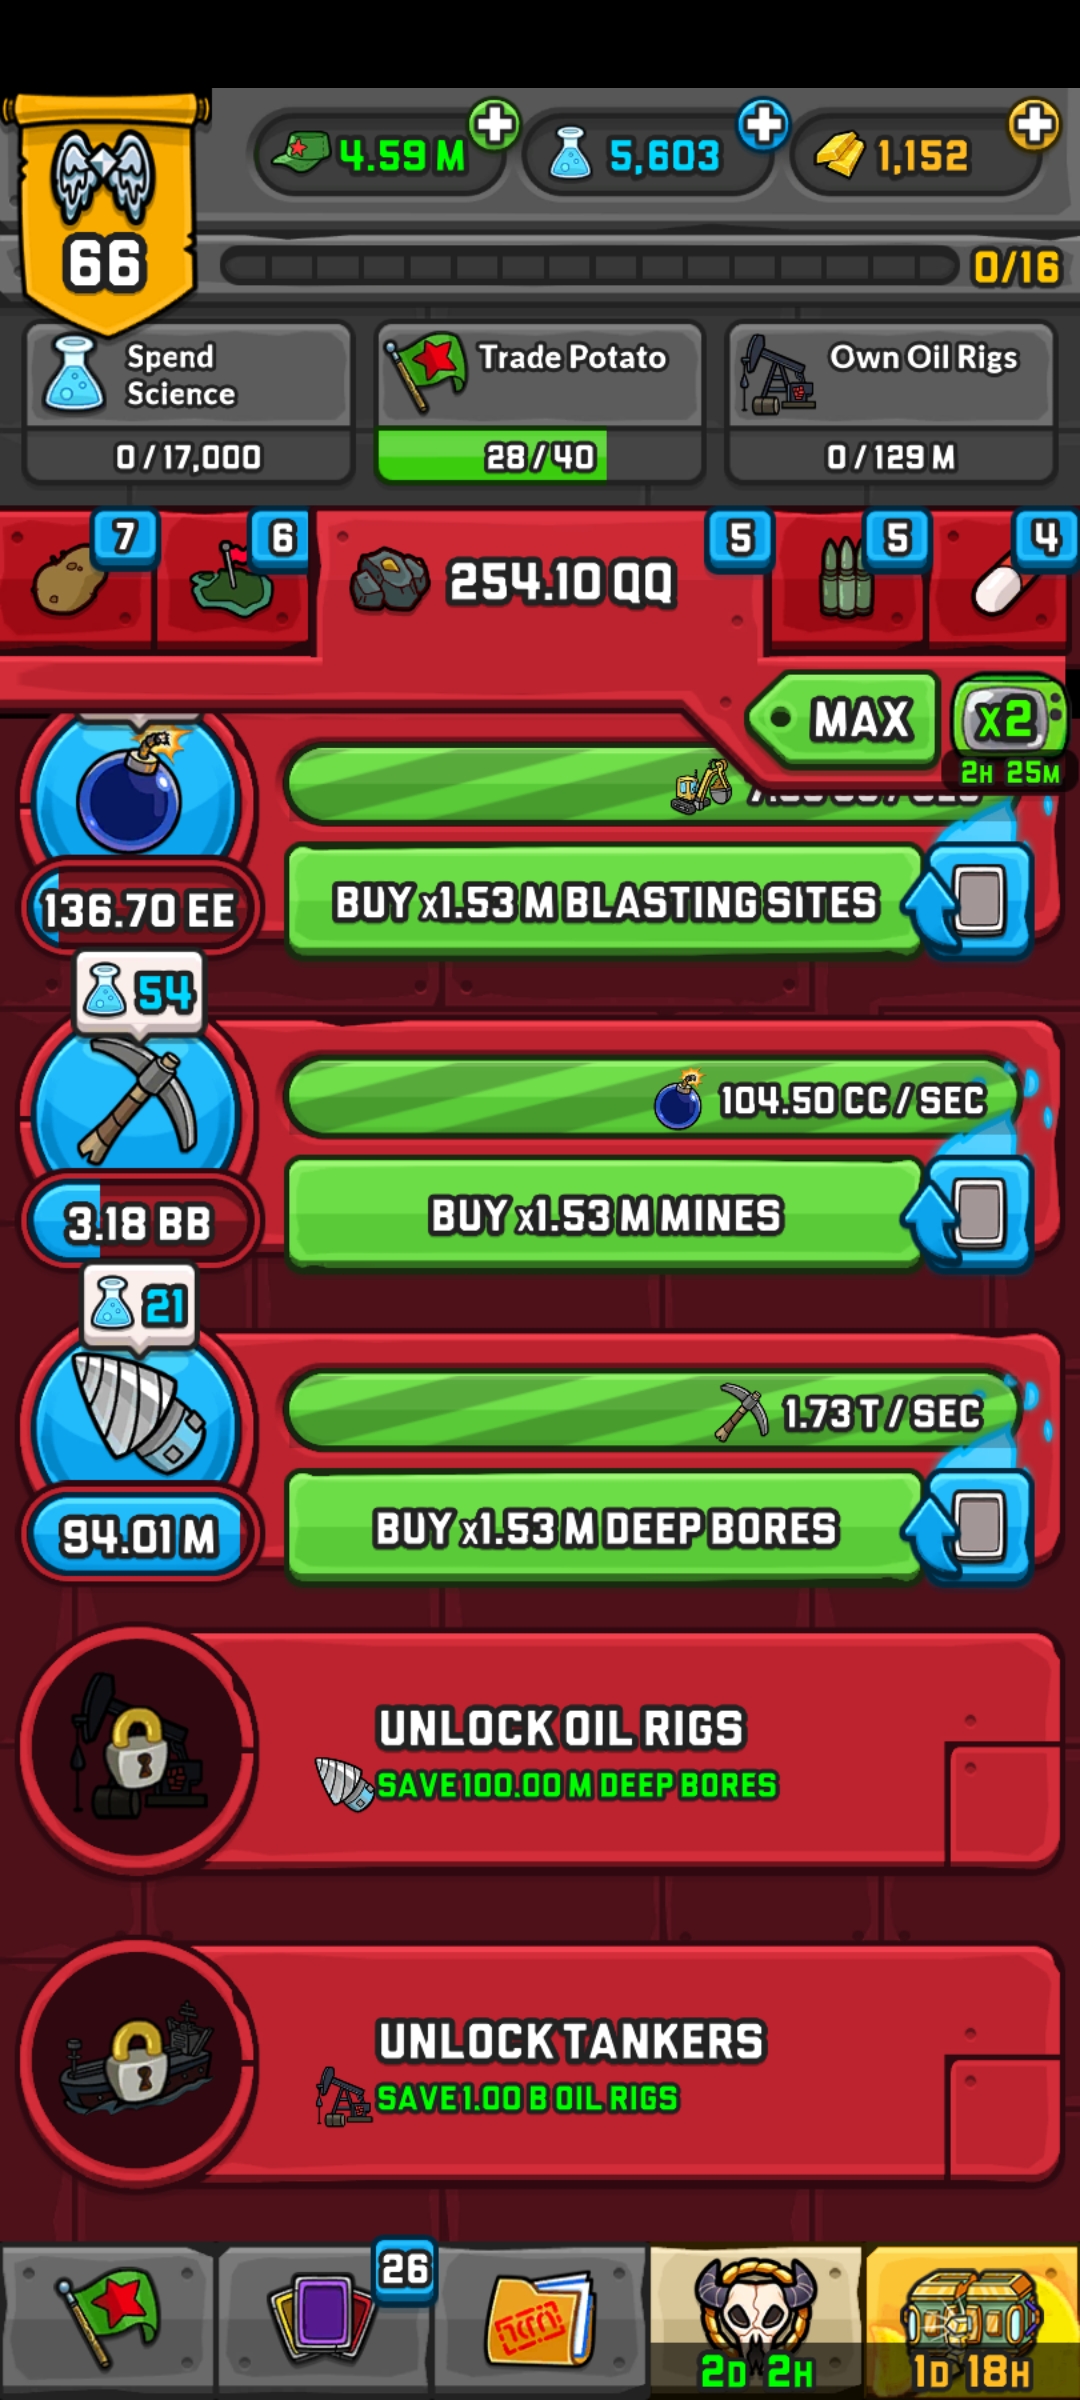 4.59 M
5,603
1,152
66
0/16
Spend
Science
0/17,000
Trade Potato
28/40
Own Oil Rigs
0/129 M
7
6
254.10 QQ
5
5
4
MAX
X2
2H 25M
136.70 EE
BUY x1.53 M BLASTING SITES
54
104.50 CC / SEC
3.18 BB
BUY x1.53 M MINES
21
1.73 T / SEC
94.01 M
BUY x1.53 M DEEP BORES
UNLOCK OIL RIGS
SAVE 100.00 M DEEP BORES
UNLOCK TANKERS
SAVE 1.00 B OIL RIGS
26
2D 2H
1D 18H